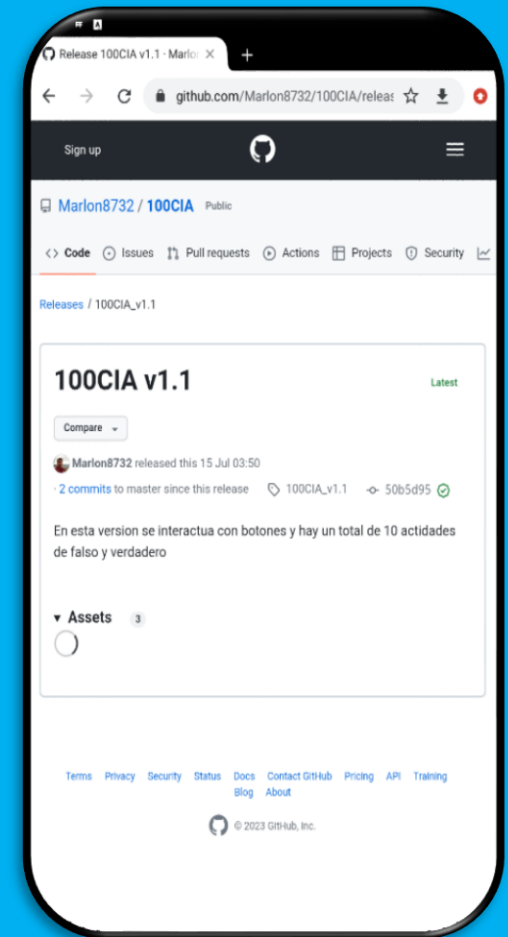 Release 100CIA v1.1 · Marlo
github.com/Marlon8732/100CIA/releas
Sign up
Marlon8732 / 100CIA Public
Code Issues Pull requests Actions Projects Security
Releases / 100CIA_v1.1
100CIA v1.1 Latest
Compare
Marlon8732 released this 15 Jul 03:50
· 2 commits to master since this release 100CIA_v1.1 50b5d95
En esta version se interactua con botones y hay un total de 10 actidades
de falso y verdadero
Assets 3
Terms Privacy Security Status Docs Contact GitHub Pricing API Training
Blog About
© 2023 GitHub, Inc.